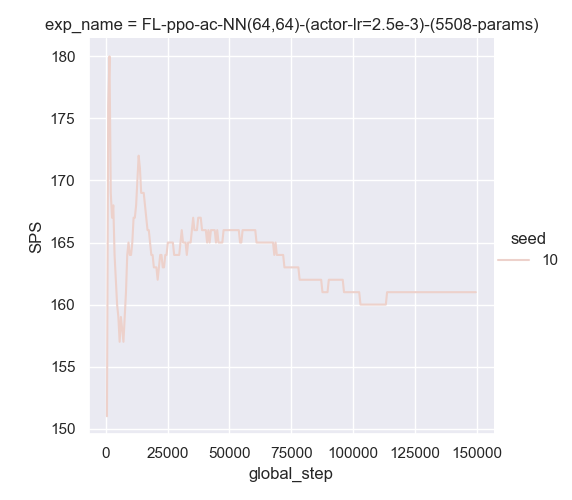 exp_name = FL-ppo-ac-NN(64,64)-(actor-lr=2.5e-3)-(5508-params)
180
175
170
165
160
155
150
SPS
seed
10
0 25000 50000 75000 100000 125000 150000
global_step